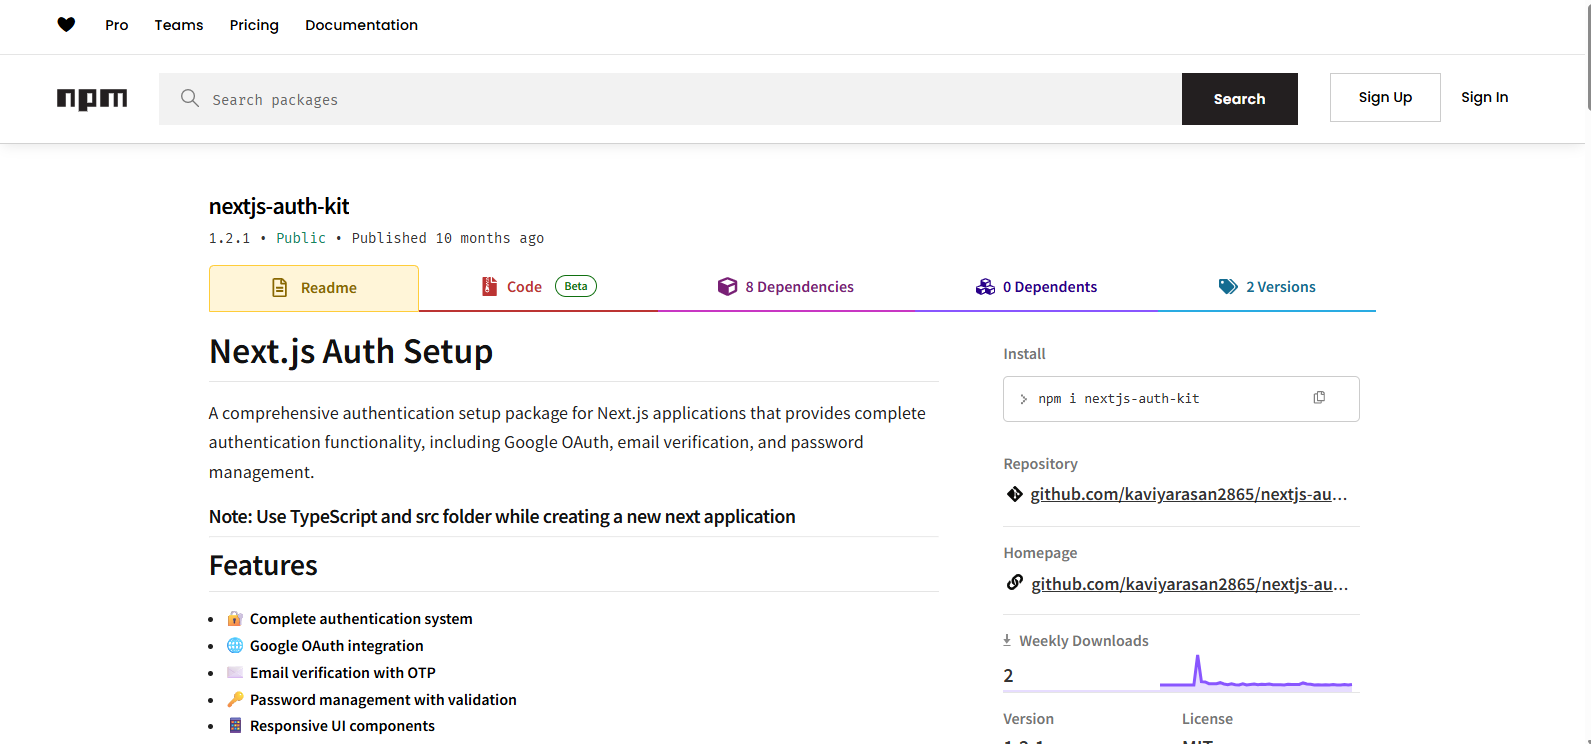 Pro Teams Pricing Documentation
npm Search packages Search Sign Up Sign In
nextjs-auth-kit
1.2.1 • Public • Published 10 months ago
Readme Code Beta 8 Dependencies 0 Dependents 2 Versions
Next.js Auth Setup
A comprehensive authentication setup package for Next.js applications that provides complete
authentication functionality, including Google OAuth, email verification, and password
management.
Note: Use TypeScript and src folder while creating a new next application
Features
• 🔐 Complete authentication system
• 🌐 Google OAuth integration
• ✉️ Email verification with OTP
• 🔑 Password management with validation
• 📱 Responsive UI components
Install
> npm i nextjs-auth-kit
Repository
github.com/kaviyarasan2865/nextjs-au...
Homepage
github.com/kaviyarasan2865/nextjs-au...
Weekly Downloads
2
Version License
1.2.1 MIT